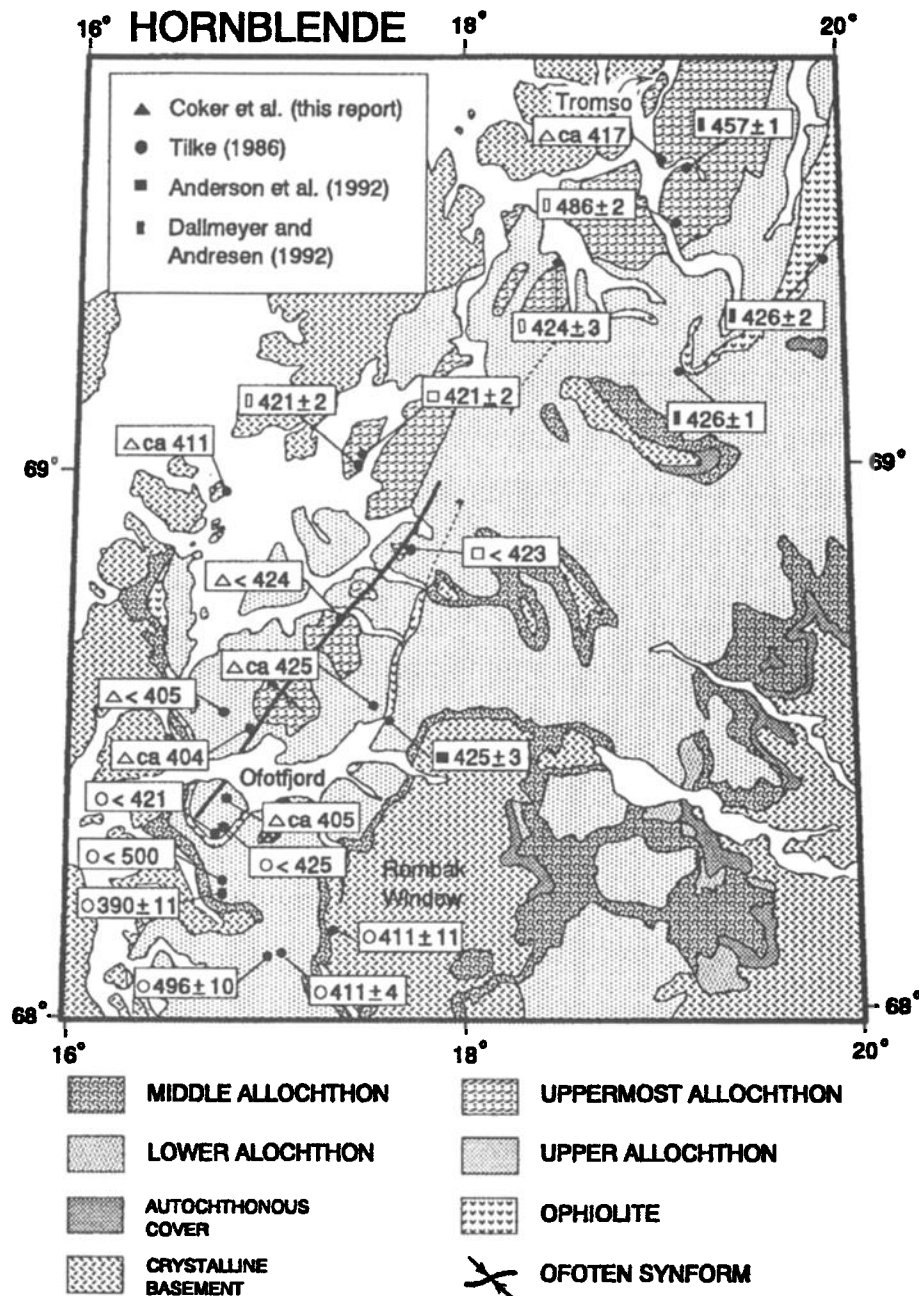 16° HORNBLENDE 18° 20°
△ Coker et al. (this report)
● Tilke (1986)
■ Anderson et al. (1992)
▮ Dallmeyer and
Andresen (1992)
Tromso
△ ca 417
▮ 457±1
▯ 486±2
▮ 426±2
▯ 424±3
▯ 421±2
□ 421±2
▮ 426±1
△ ca 411
69° 69°
□ < 423
△ < 424
△ ca 425
△ < 405
△ ca 404
■ 425±3
Ofotfjord
○ < 421
△ ca 405
○ < 500
○ < 425
Rombak
Window
○ 390±11
○ 411±11
○ 496±10
○ 411±4
68° 68°
16° 18° 20°
MIDDLE ALLOCHTHON
UPPERMOST ALLOCHTHON
LOWER ALOCHTHON
UPPER ALLOCHTHON
AUTOCHTHONOUS
COVER
OPHIOLITE
CRYSTALLINE
BASEMENT
OFOTEN SYNFORM